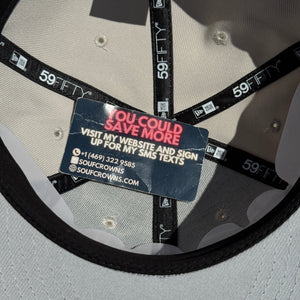 59FIFTY
59FIFTY
59FIFTY
YOU COULD
SAVE MORE
VISIT MY WEBSITE AND SIGN
UP FOR MY SMS TEXTS
+1 (469) 322 9585
SOUFCROWNS
SOUFCROWNS.COM
59FIFTY